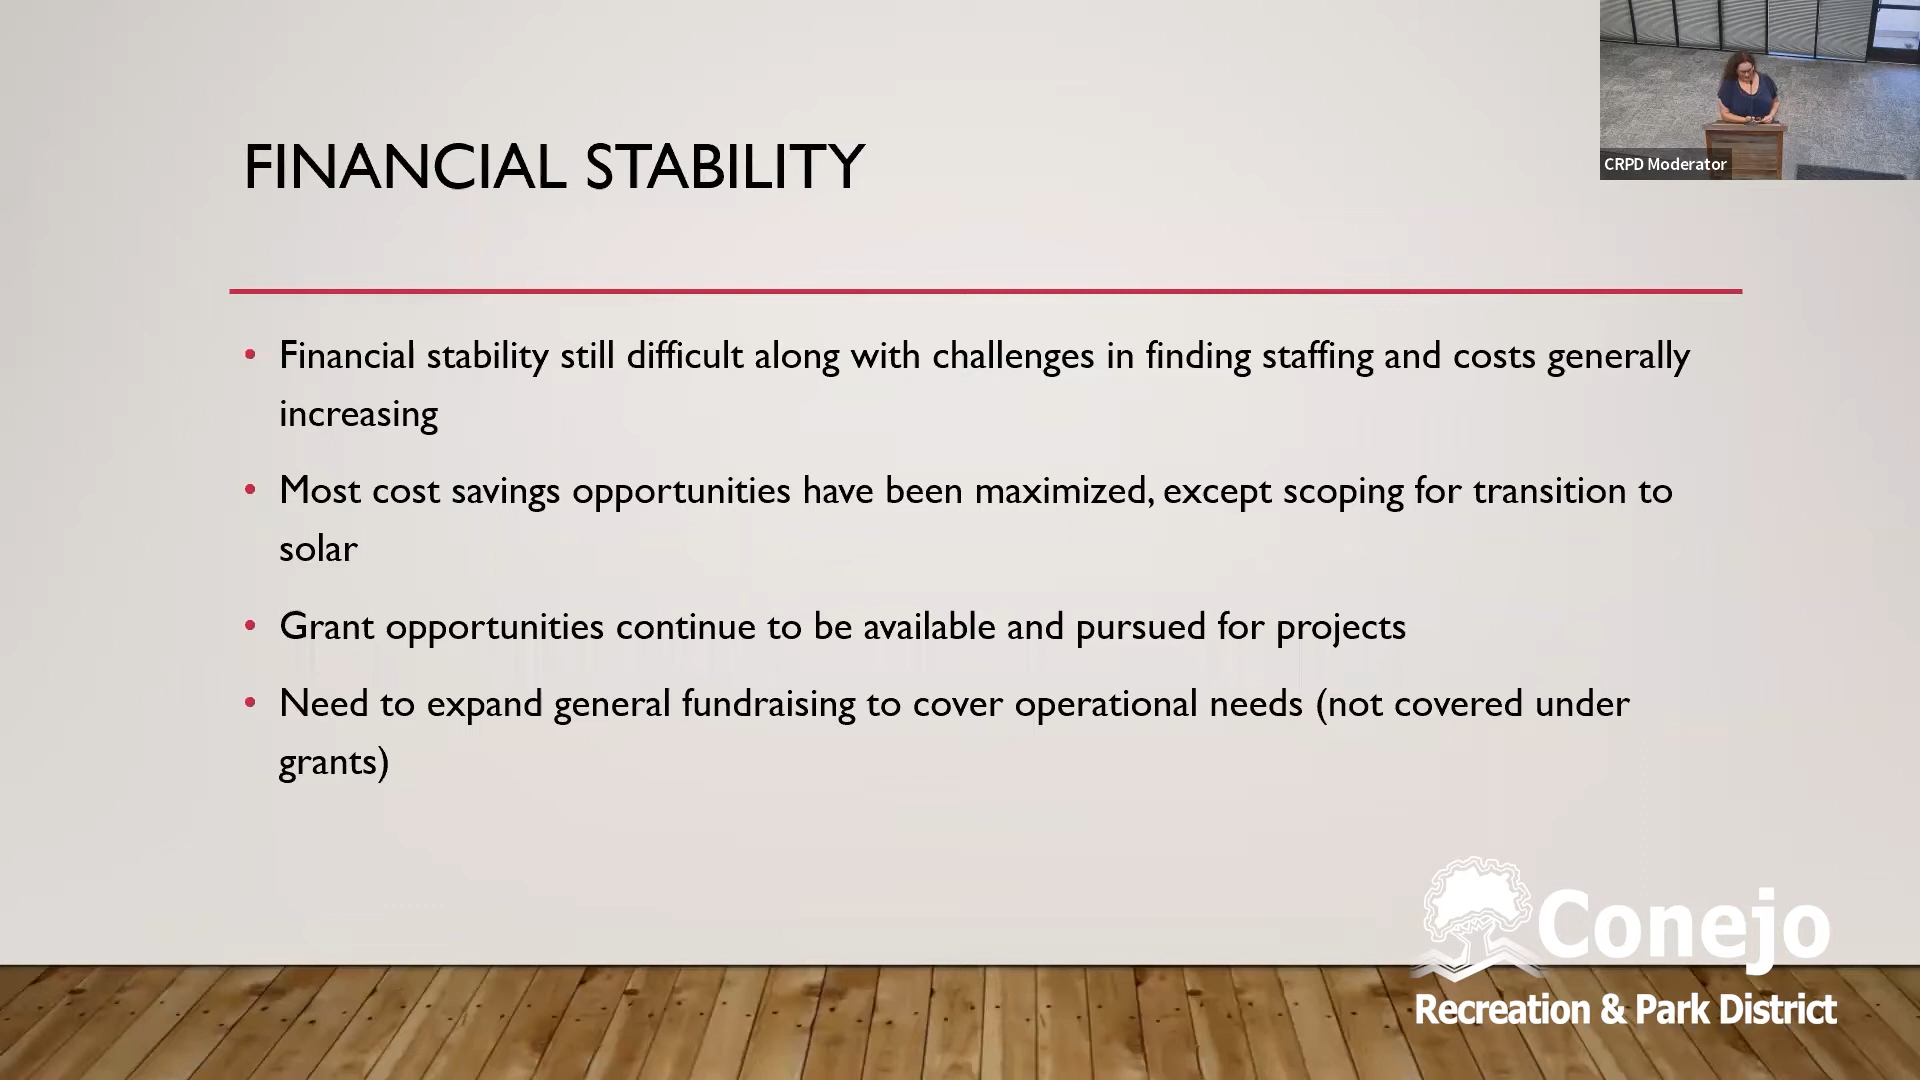 FINANCIAL STABILITY
CRPD Moderator
• Financial stability still difficult along with challenges in finding staffing and costs generally
increasing
• Most cost savings opportunities have been maximized, except scoping for transition to
solar
• Grant opportunities continue to be available and pursued for projects
• Need to expand general fundraising to cover operational needs (not covered under
grants)
Conejo
Recreation & Park District